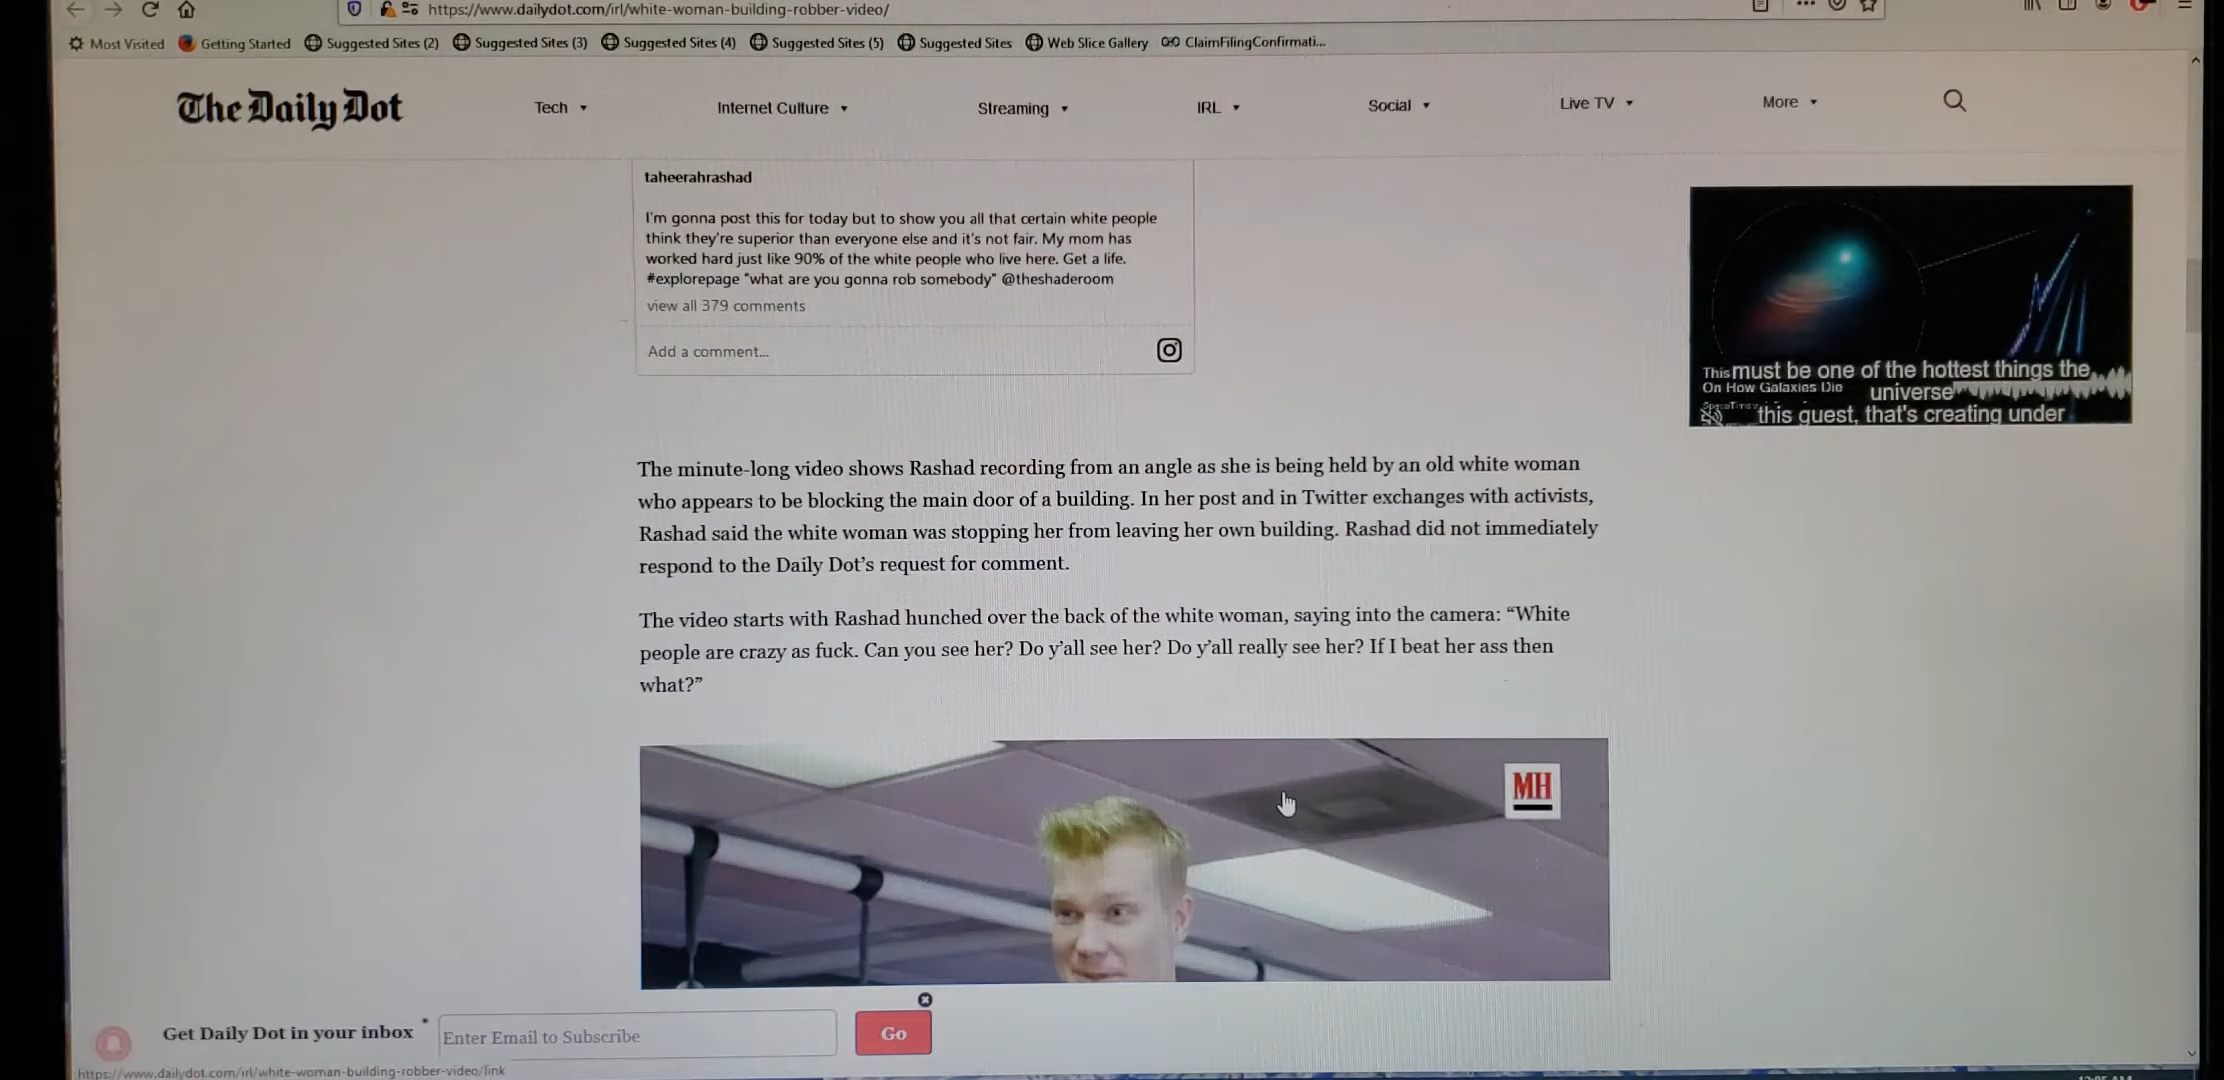 https://www.dailydot.com/irl/white-woman-building-robber-video/
Most Visited Getting Started Suggested Sites (2) Suggested Sites (3) Suggested Sites (4) Suggested Sites (5) Suggested Sites Web Slice Gallery ClaimFilingConfirmati...
The Daily Dot Tech Internet Culture Streaming IRL Social Live TV More
taheerahrashad
I'm gonna post this for today but to show you all that certain white people
think they're superior than everyone else and it's not fair. My mom has
worked hard just like 90% of the white people who live here. Get a life.
#explorepage "what are you gonna rob somebody" @theshaderoom
view all 379 comments
Add a comment...
This must be one of the hottest things the
On How Galaxies Die
universe
this guest, that's creating under
The minute-long video shows Rashad recording from an angle as she is being held by an old white woman
who appears to be blocking the main door of a building. In her post and in Twitter exchanges with activists,
Rashad said the white woman was stopping her from leaving her own building. Rashad did not immediately
respond to the Daily Dot's request for comment.
The video starts with Rashad hunched over the back of the white woman, saying into the camera: “White
people are crazy as fuck. Can you see her? Do y'all see her? Do y'all really see her? If I beat her ass then
what?”
MH
Get Daily Dot in your inbox * Enter Email to Subscribe Go
https://www.dailydot.com/irl/white-woman-building-robber-video/link